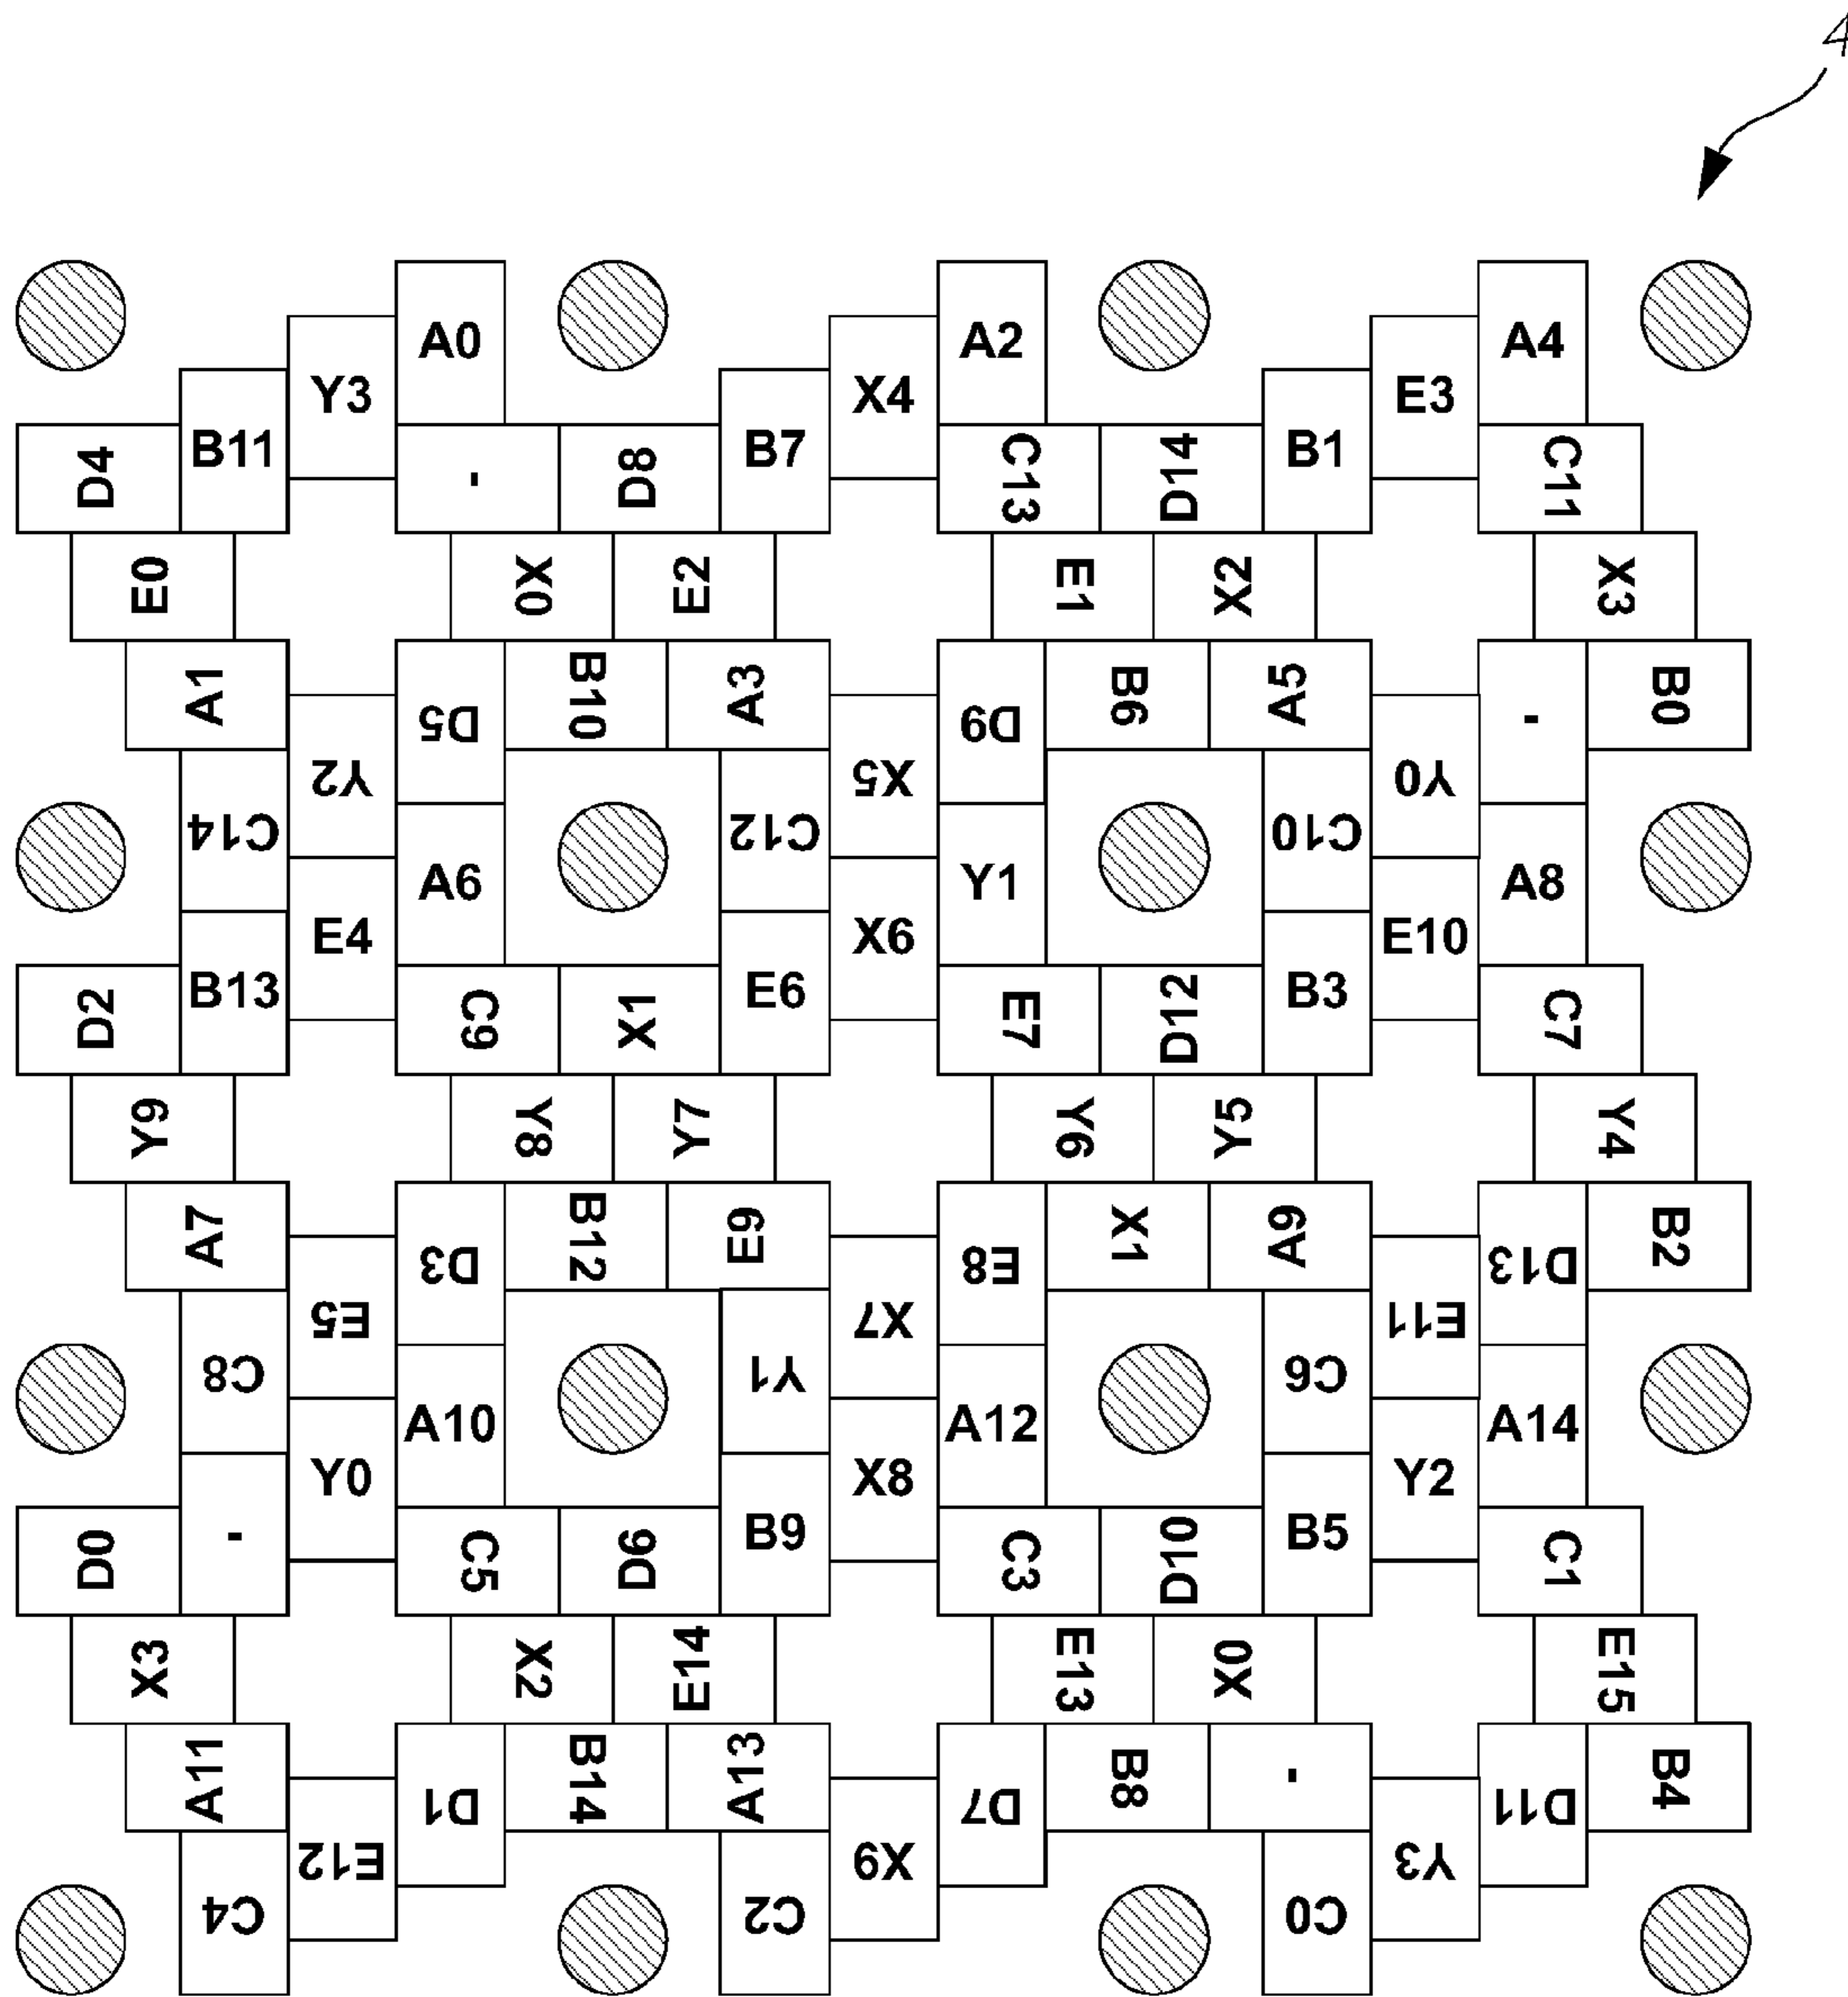 A0 A2 A4
Y3 X4 E3
D4 B11 - D8 B7 C13 D14 B1 C11
E0 X0 E2 E1 X2 X3
A1 D5 B10 A3 D9 B6 A5 - B0
Y2 X5 Y0
C14 A6 C12 Y1 C10 A8
E4 X6 E10
D2 B13 C9 X1 E6 E7 D12 B3 C7
Y9 Y8 Y7 Y6 Y5 Y4
A7 D3 B12 E9 E8 X1 A9 D13 B2
E5 X7 E11
C8 A10 Y1 A12 C6 A14
Y0 X8 Y2
D0 - C5 D6 B9 C3 D10 B5 C1
X3 X2 E14 E13 X0 E15
A11 D1 B14 A13 D7 B8 - D11 B4
E12 X9 Y3
C4 C2 C0